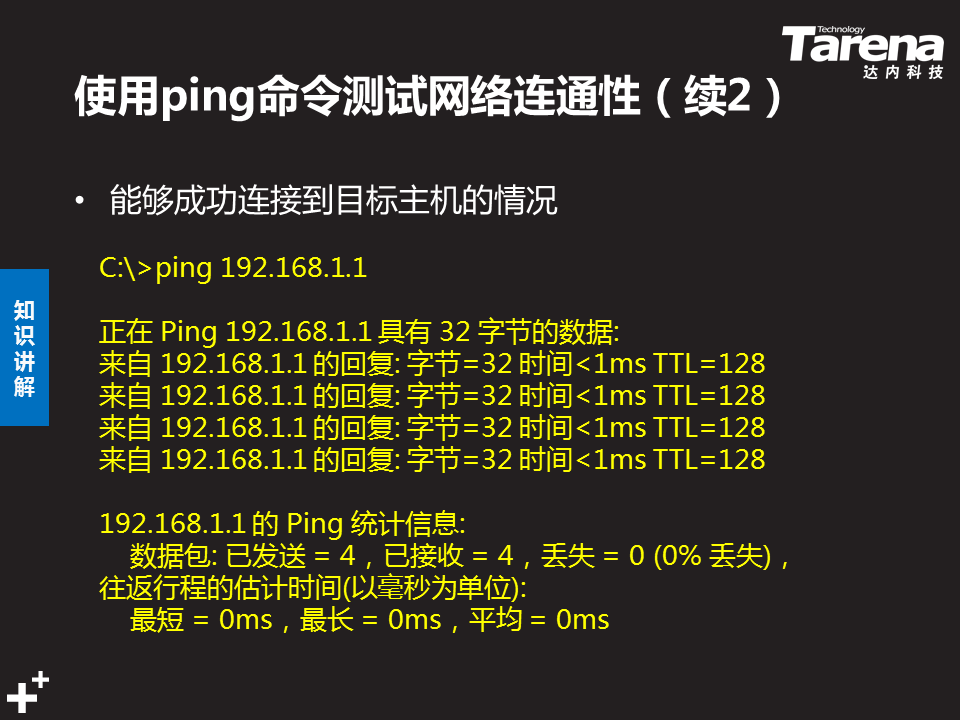 Technology
Tarena
达内科技
使用ping命令测试网络连通性（续2）
• 能够成功连接到目标主机的情况
C:\>ping 192.168.1.1
正在 Ping 192.168.1.1 具有 32 字节的数据:
来自 192.168.1.1 的回复: 字节=32 时间<1ms TTL=128
来自 192.168.1.1 的回复: 字节=32 时间<1ms TTL=128
来自 192.168.1.1 的回复: 字节=32 时间<1ms TTL=128
来自 192.168.1.1 的回复: 字节=32 时间<1ms TTL=128
192.168.1.1 的 Ping 统计信息:
数据包: 已发送 = 4，已接收 = 4，丢失 = 0 (0% 丢失)，
往返行程的估计时间(以毫秒为单位):
最短 = 0ms，最长 = 0ms，平均 = 0ms
知识讲解